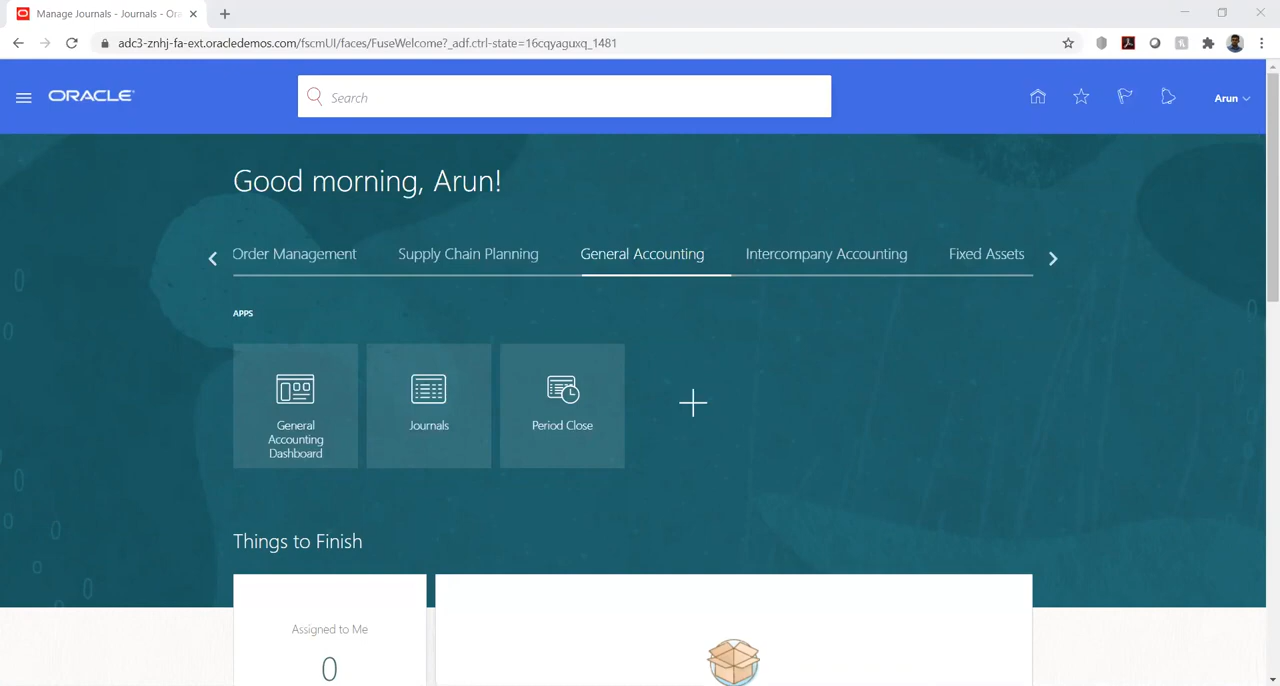 Manage Journals - Journals - Ora
adc3-znhj-fa-ext.oracledemos.com/fscmUI/faces/FuseWelcome?_adf.ctrl-state=16cqyaguxq_1481
ORACLE
Search
Arun
Good morning, Arun!
Order Management Supply Chain Planning General Accounting Intercompany Accounting Fixed Assets
APPS
General
Accounting
Dashboard
Journals
Period Close
Things to Finish
Assigned to Me
0